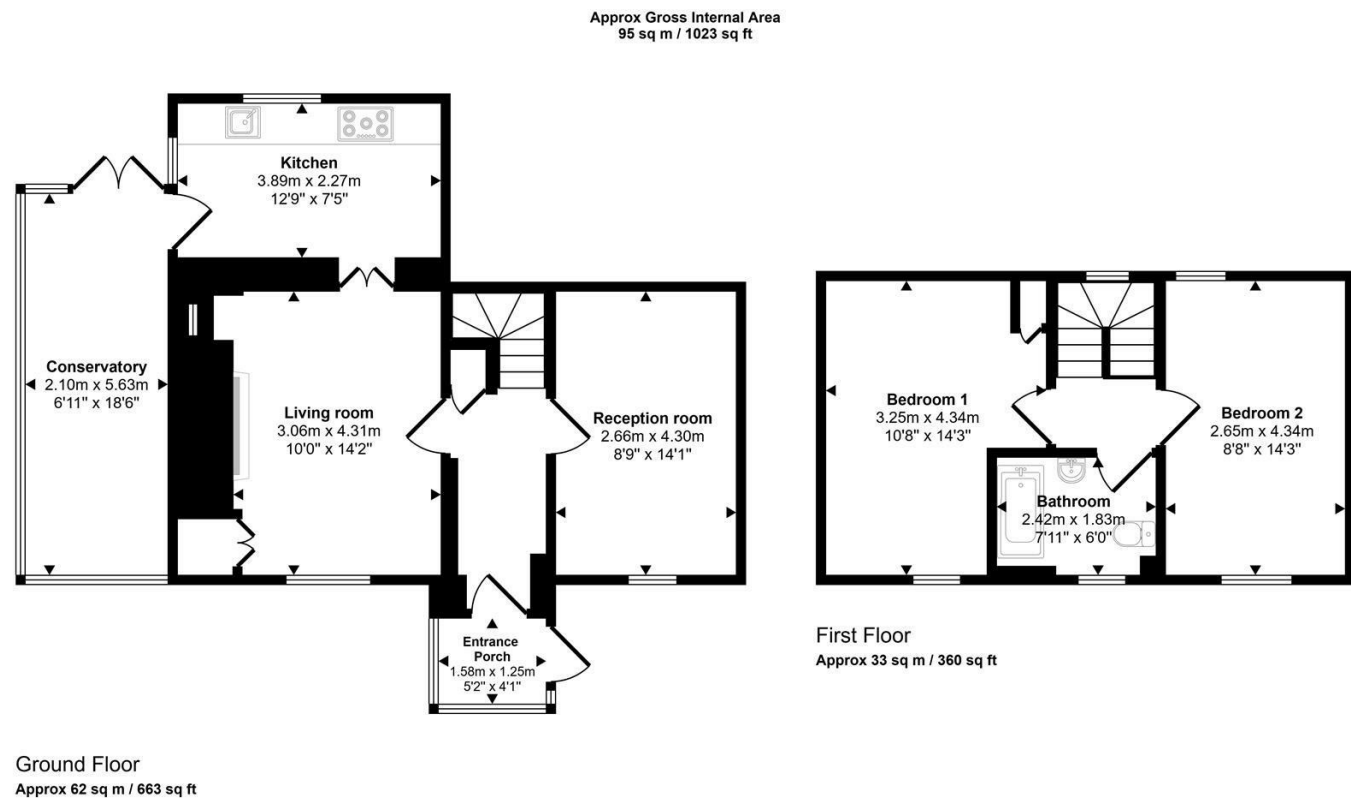 Approx Gross Internal Area
95 sq m / 1023 sq ft
Kitchen
3.89m x 2.27m
12'9" x 7'5"
Conservatory
2.10m x 5.63m
6'11" x 18'6"
Living room
3.06m x 4.31m
10'0" x 14'2"
Reception room
2.66m x 4.30m
8'9" x 14'1"
Entrance
Porch
1.58m x 1.25m
5'2" x 4'1"
Ground Floor
Approx 62 sq m / 663 sq ft
Bedroom 1
3.25m x 4.34m
10'8" x 14'3"
Bedroom 2
2.65m x 4.34m
8'8" x 14'3"
Bathroom
2.42m x 1.83m
7'11" x 6'0"
First Floor
Approx 33 sq m / 360 sq ft